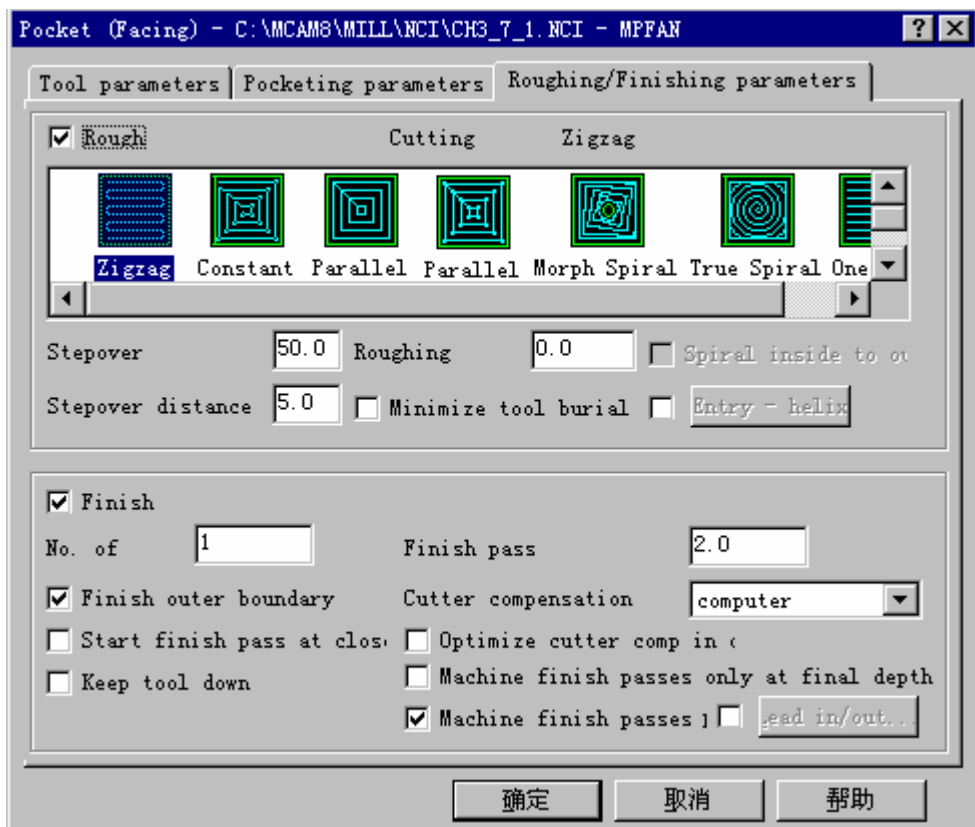 Pocket (Facing) - C:\MCAM8\MILL\NCI\CH3_7_1.NCI - MPFAN
Tool parameters Pocketing parameters Roughing/Finishing parameters
Rough Cutting Zigzag
Zigzag Constant Parallel Parallel Morph Spiral True Spiral One
Stepover 50.0 Roughing 0.0 Spiral inside to
Stepover distance 5.0 Minimize tool burial Entry - helix
Finish
No. of 1 Finish pass 2.0
Finish outer boundary Cutter compensation computer
Start finish pass at clos Optimize cutter comp in
Keep tool down Machine finish passes only at final depth
Machine finish passes ead in/out...
确定 取消 帮助